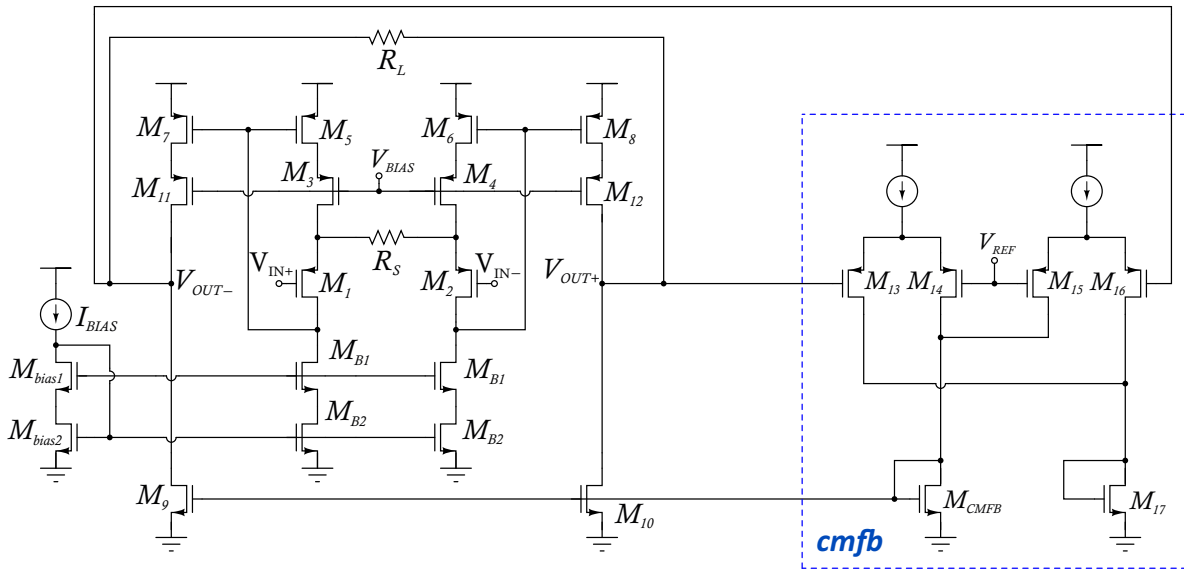 R_L
M_7
M_5
M_6
M_8
V_BIAS
M_11
M_3
M_4
M_12
V_IN+
R_S
V_IN−
V_OUT−
M_1
M_2
V_OUT+
I_BIAS
M_bias1
M_B1
M_B1
M_bias2
M_B2
M_B2
M_9
M_10
V_REF
M_13
M_14
M_15
M_16
M_CMFB
M_17
cmfb